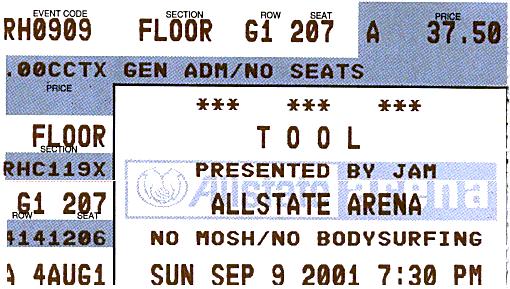 EVENT CODE SECTION ROW SEAT PRICE
RH0909 FLOOR G1 207 A 37.50
.00CCTX GEN ADM/NO SEATS
PRICE
*** *** ***
FLOOR TOOL
SECTION
RHC119X PRESENTED BY JAM
Allstate arena
G1 207 ALLSTATE ARENA
ROW SEAT
4141206 NO MOSH/NO BODYSURFING
A 4AUG1 SUN SEP 9 2001 7:30 PM